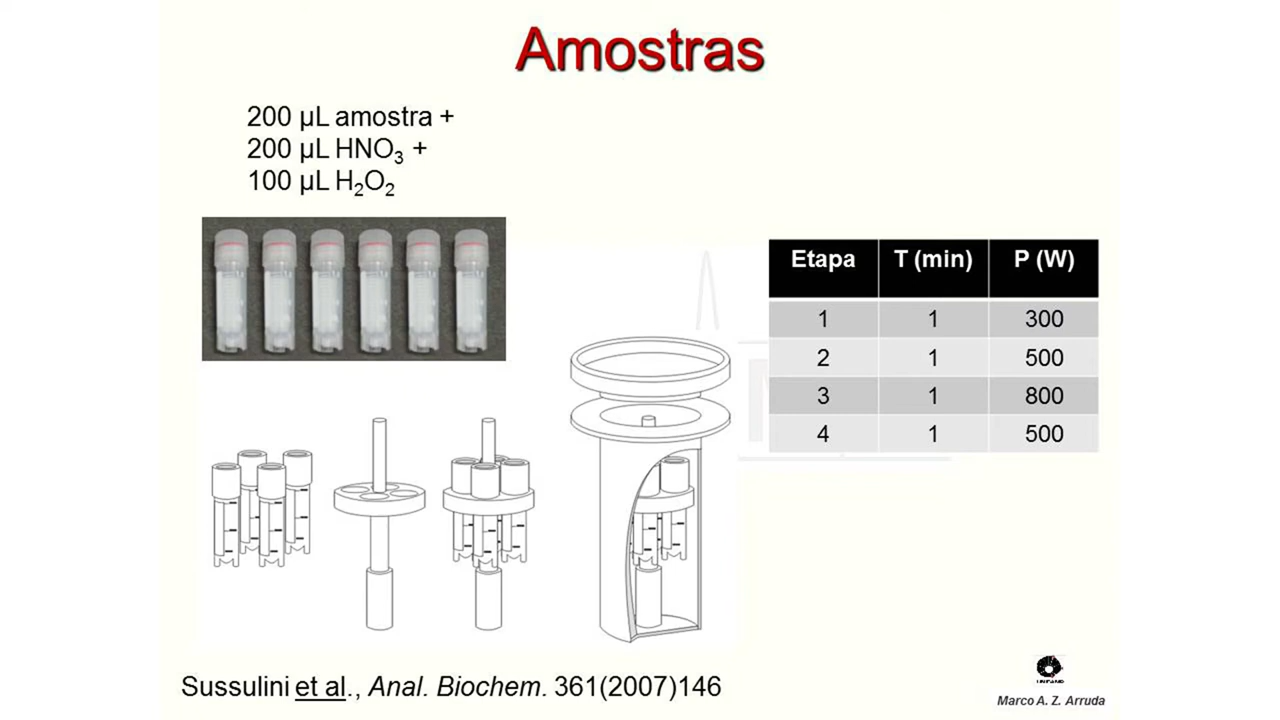 Amostras
200 µL amostra +
200 µL HNO₃ +
100 µL H₂O₂
Etapa T (min) P (W)
1 1 300
2 1 500
3 1 800
4 1 500
Sussulini et al., Anal. Biochem. 361(2007)146
UNICAMP
Marco A. Z. Arruda